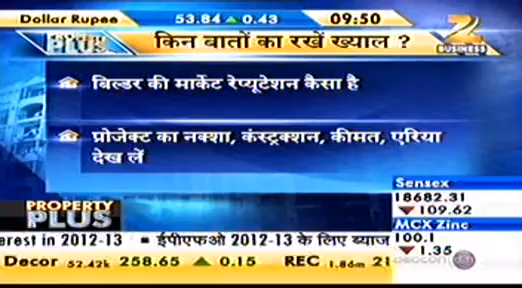 Dollar Rupee 53.84 ▲ 0.43 09:50
किन बातों का रखें ख्याल ?
PLUS
Z
BUSINESS
बिल्डर की मार्केट रेप्यूटेशन कैसा है
प्रोजेक्ट का नक्शा, कंस्ट्रक्शन, कीमत, एरिया
देख लें
Sensex
18682.31
▼ 109.62
PROPERTY
PLUS
MCX Zinc
100.1
▼ 1.35
erest in 2012-13 ▪ ईपीएफओ 2012-13 के लिए ब्याज
Decor 52.42k 258.65 ▲ 0.15 REC 1.86m 21